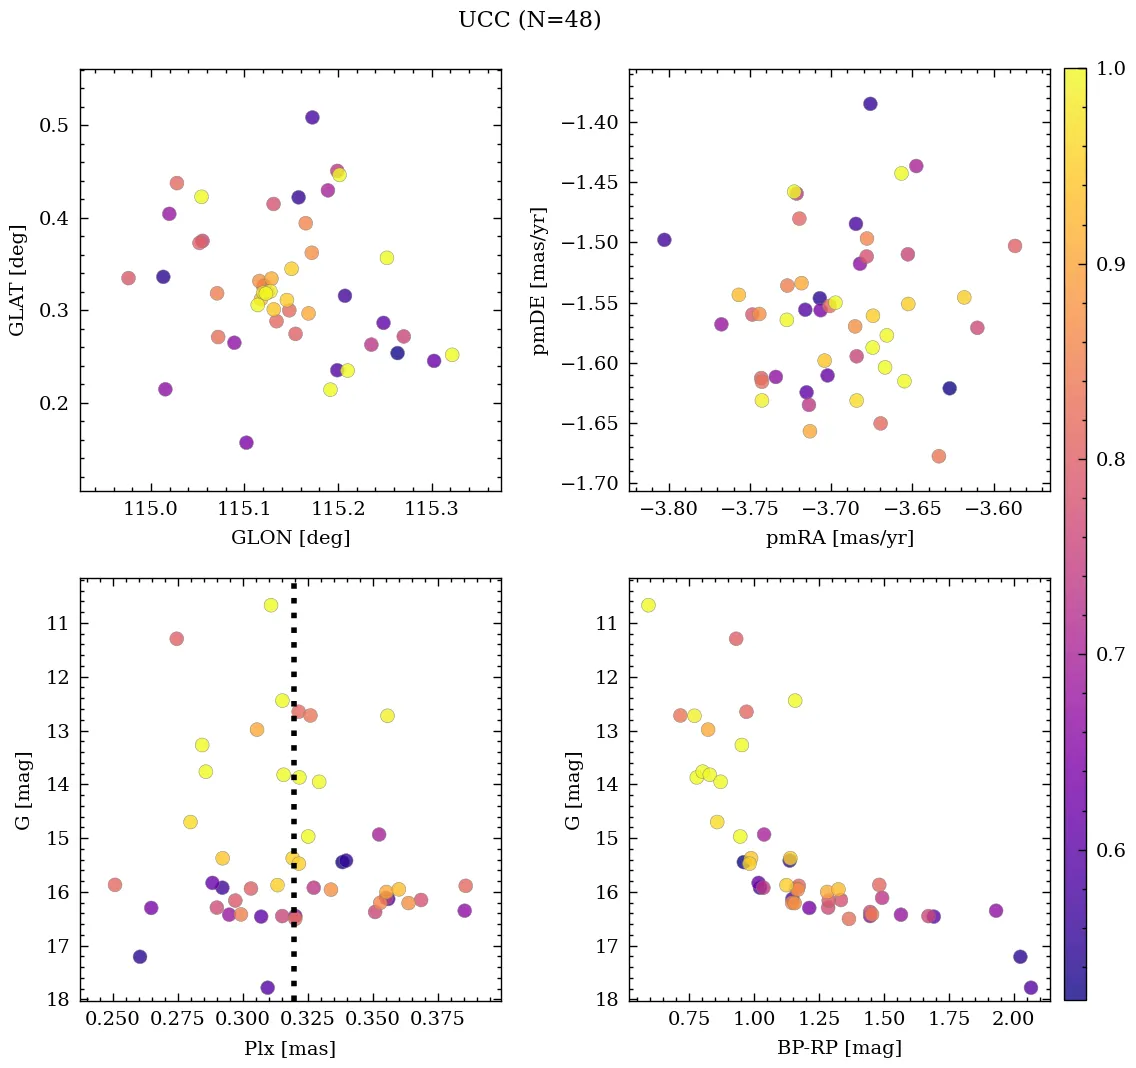 UCC (N=48)
0.5
0.4
0.3
0.2
GLAT [deg]
115.0 115.1 115.2 115.3
GLON [deg]
−1.40
−1.45
−1.50
−1.55
−1.60
−1.65
−1.70
pmDE [mas/yr]
−3.80 −3.75 −3.70 −3.65 −3.60
pmRA [mas/yr]
11
12
13
14
15
16
17
18
G [mag]
0.250 0.275 0.300 0.325 0.350 0.375
Plx [mas]
11
12
13
14
15
16
17
18
G [mag]
0.75 1.00 1.25 1.50 1.75 2.00
BP-RP [mag]
1.0
0.9
0.8
0.7
0.6